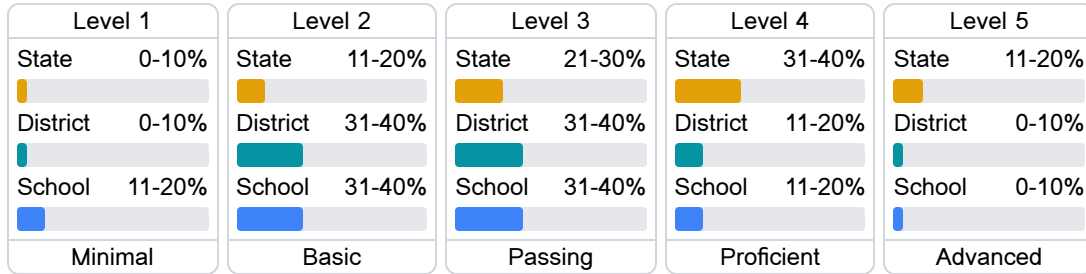 Level 1
State 0-10%
District 0-10%
School 11-20%
Minimal
Level 2
State 11-20%
District 31-40%
School 31-40%
Basic
Level 3
State 21-30%
District 31-40%
School 31-40%
Passing
Level 4
State 31-40%
District 11-20%
School 11-20%
Proficient
Level 5
State 11-20%
District 0-10%
School 0-10%
Advanced